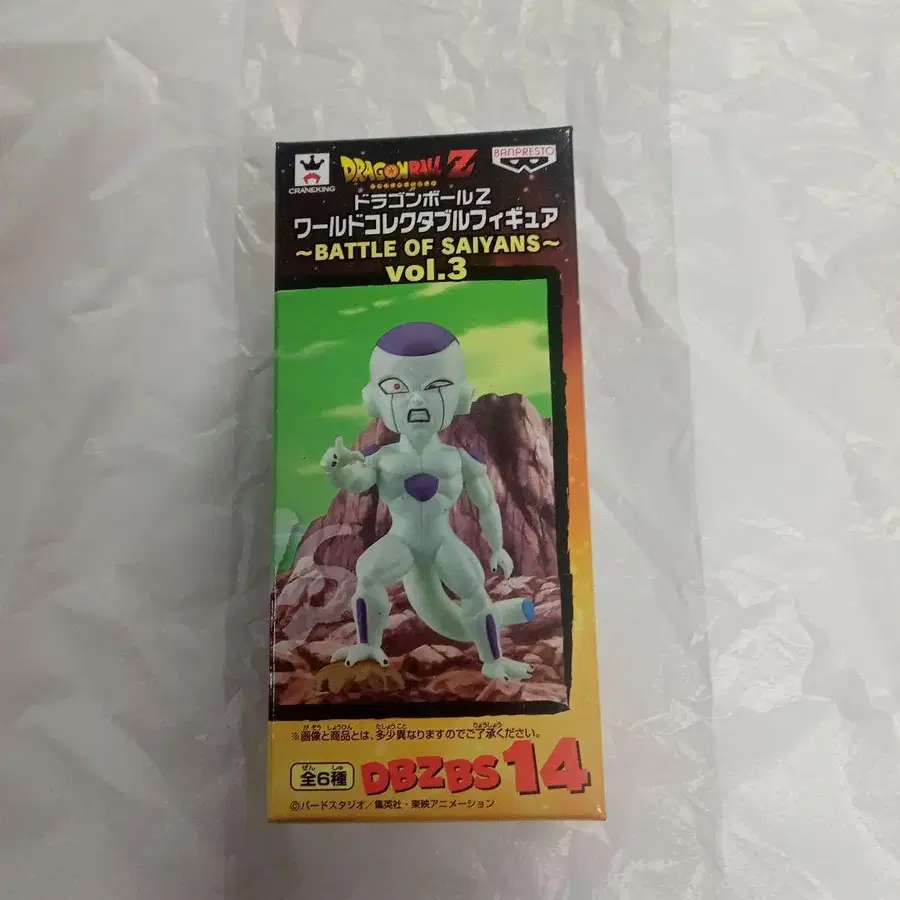 CRANEKING
DRAGONBALL Z
BANPRESTO
ドラゴンボールZ
ワールドコレクタブルフィギュア
～BATTLE OF SAIYANS～
vol.3
※画像と商品とは、多少異なりますのでご了承ください。
全6種
DBZBS 14
©バードスタジオ／集英社・東映アニメーション